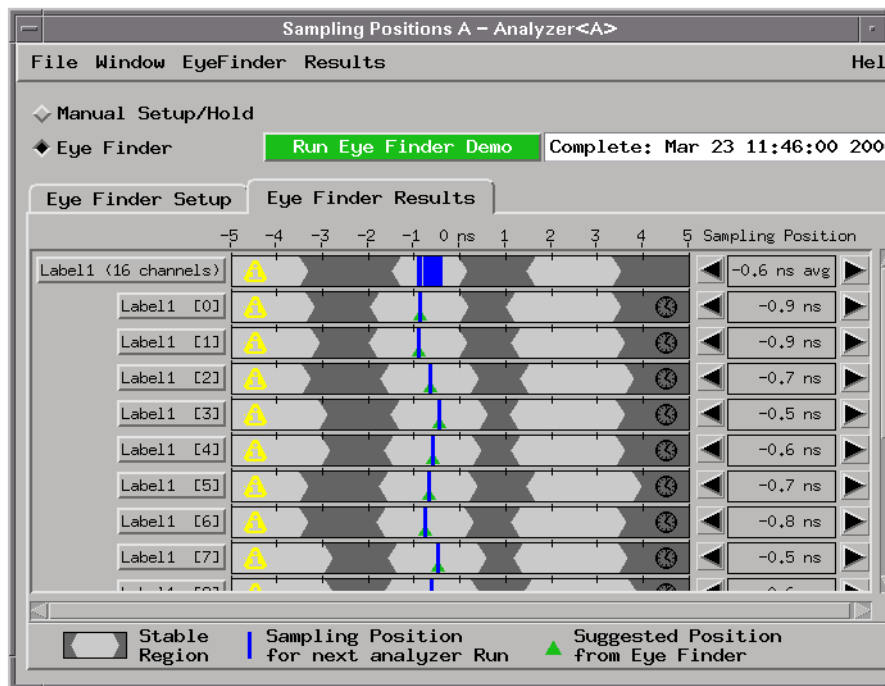 Sampling Positions A – Analyzer<A>
File Window EyeFinder Results Hel
Manual Setup/Hold
Eye Finder Run Eye Finder Demo Complete: Mar 23 11:46:00 200
Eye Finder Setup Eye Finder Results
-5 -4 -3 -2 -1 0 ns 1 2 3 4 5 Sampling Position
Label1 (16 channels) -0.6 ns avg
Label1 [0] -0.9 ns
Label1 [1] -0.9 ns
Label1 [2] -0.7 ns
Label1 [3] -0.5 ns
Label1 [4] -0.6 ns
Label1 [5] -0.7 ns
Label1 [6] -0.8 ns
Label1 [7] -0.5 ns
Stable Region
Sampling Position for next analyzer Run
Suggested Position from Eye Finder